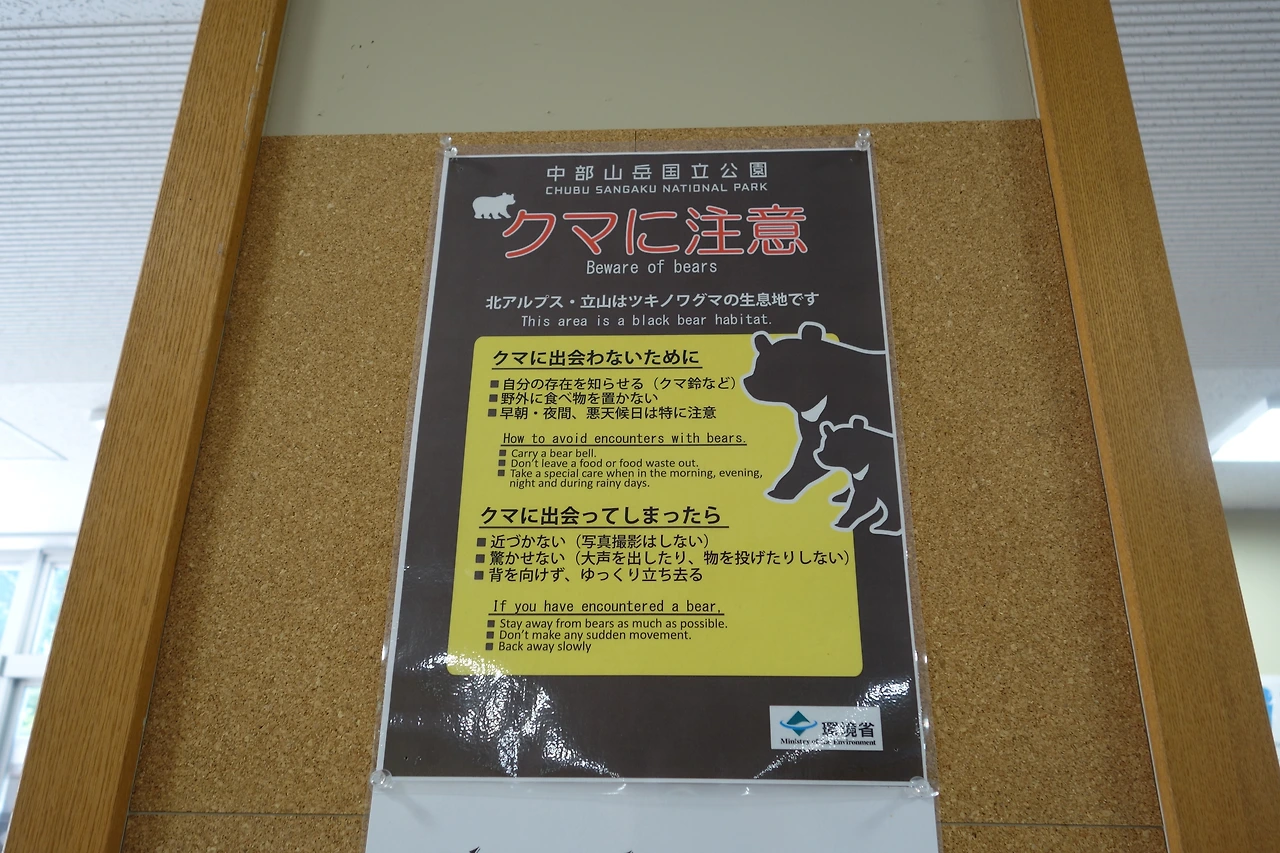 中部山岳国立公園
CHUBU SANGAKU NATIONAL PARK
クマに注意
Beware of bears
北アルプス・立山はツキノワグマの生息地です
This area is a black bear habitat.
クマに出会わないために
■自分の存在を知らせる（クマ鈴など）
■野外に食べ物を置かない
■早朝・夜間、悪天候日は特に注意
How to avoid encounters with bears.
■ Carry a bear bell.
■ Don't leave a food or food waste out.
■ Take a special care when in the morning, evening,
night and during rainy days.
クマに出会ってしまったら
■近づかない（写真撮影はしない）
■驚かせない（大声を出したり、物を投げたりしない）
■背を向けず、ゆっくり立ち去る
If you have encountered a bear,
■ Stay away from bears as much as possible.
■ Don't make any sudden movement.
■ Back away slowly
環境省
Ministry of the Environment